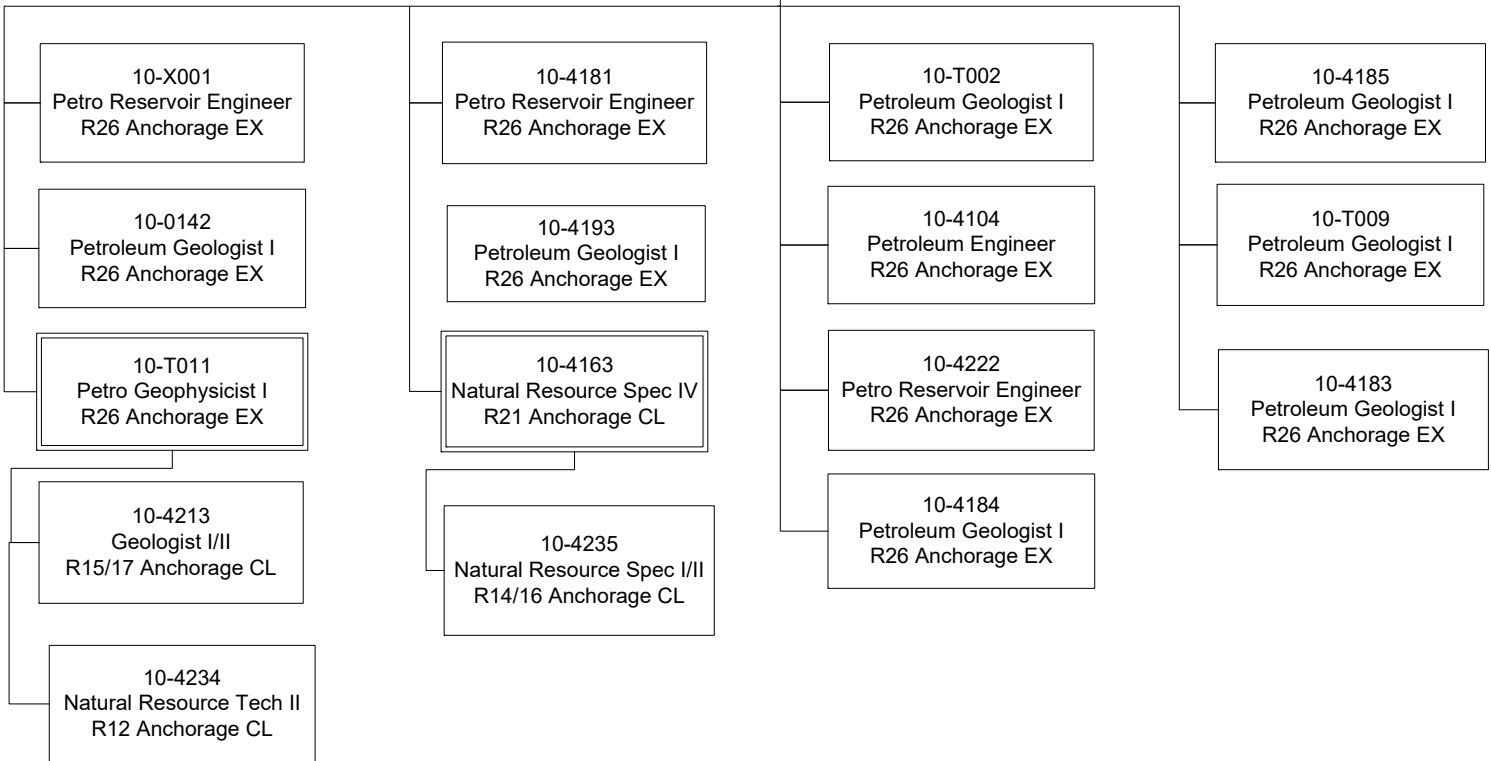 10-X001
Petro Reservoir Engineer
R26 Anchorage EX
10-0142
Petroleum Geologist I
R26 Anchorage EX
10-T011
Petro Geophysicist I
R26 Anchorage EX
10-4213
Geologist I/II
R15/17 Anchorage CL
10-4234
Natural Resource Tech II
R12 Anchorage CL
10-4181
Petro Reservoir Engineer
R26 Anchorage EX
10-4193
Petroleum Geologist I
R26 Anchorage EX
10-4163
Natural Resource Spec IV
R21 Anchorage CL
10-4235
Natural Resource Spec I/II
R14/16 Anchorage CL
10-T002
Petroleum Geologist I
R26 Anchorage EX
10-4104
Petroleum Engineer
R26 Anchorage EX
10-4222
Petro Reservoir Engineer
R26 Anchorage EX
10-4184
Petroleum Geologist I
R26 Anchorage EX
10-4185
Petroleum Geologist I
R26 Anchorage EX
10-T009
Petroleum Geologist I
R26 Anchorage EX
10-4183
Petroleum Geologist I
R26 Anchorage EX